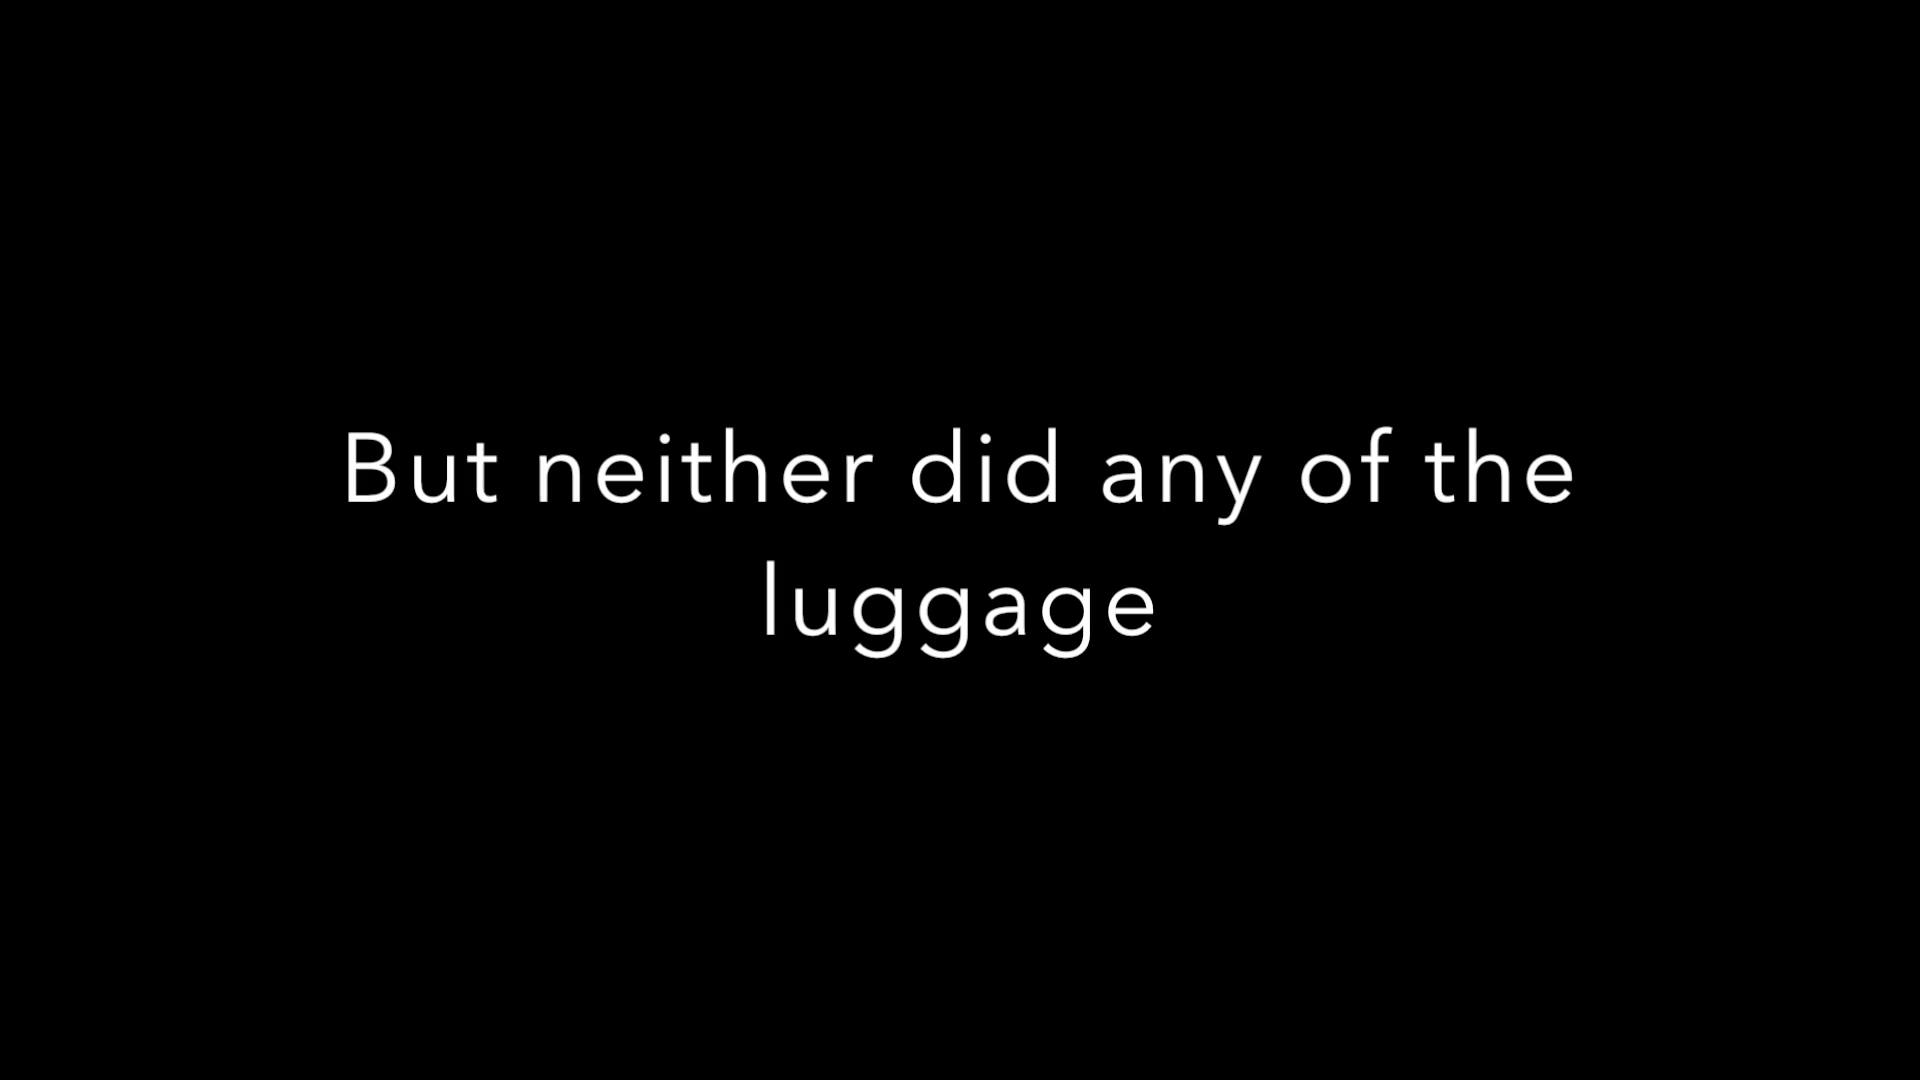 But neither did any of the
luggage